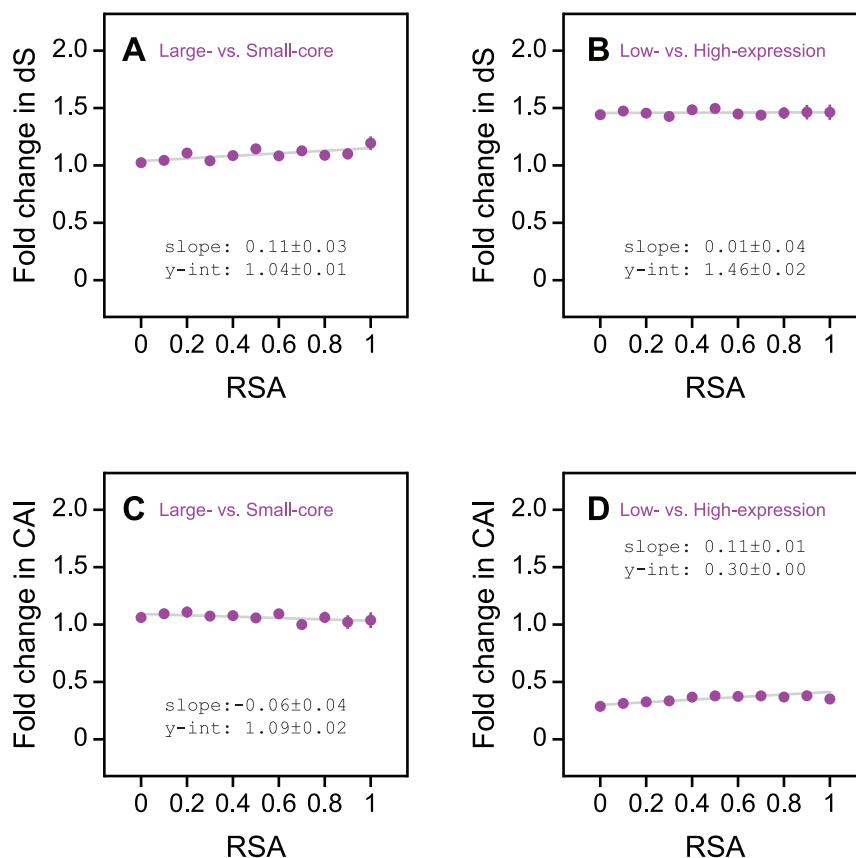 A Large- vs. Small-core
Fold change in dS
2.0
1.5
1.0
0.5
0
slope: 0.11±0.03
y-int: 1.04±0.01
0 0.2 0.4 0.6 0.8 1
RSA
B Low- vs. High-expression
Fold change in dS
2.0
1.5
1.0
0.5
0
slope: 0.01±0.04
y-int: 1.46±0.02
0 0.2 0.4 0.6 0.8 1
RSA
C Large- vs. Small-core
Fold change in CAI
2.0
1.5
1.0
0.5
0
slope:-0.06±0.04
y-int: 1.09±0.02
0 0.2 0.4 0.6 0.8 1
RSA
D Low- vs. High-expression
slope: 0.11±0.01
y-int: 0.30±0.00
Fold change in CAI
2.0
1.5
1.0
0.5
0
0 0.2 0.4 0.6 0.8 1
RSA